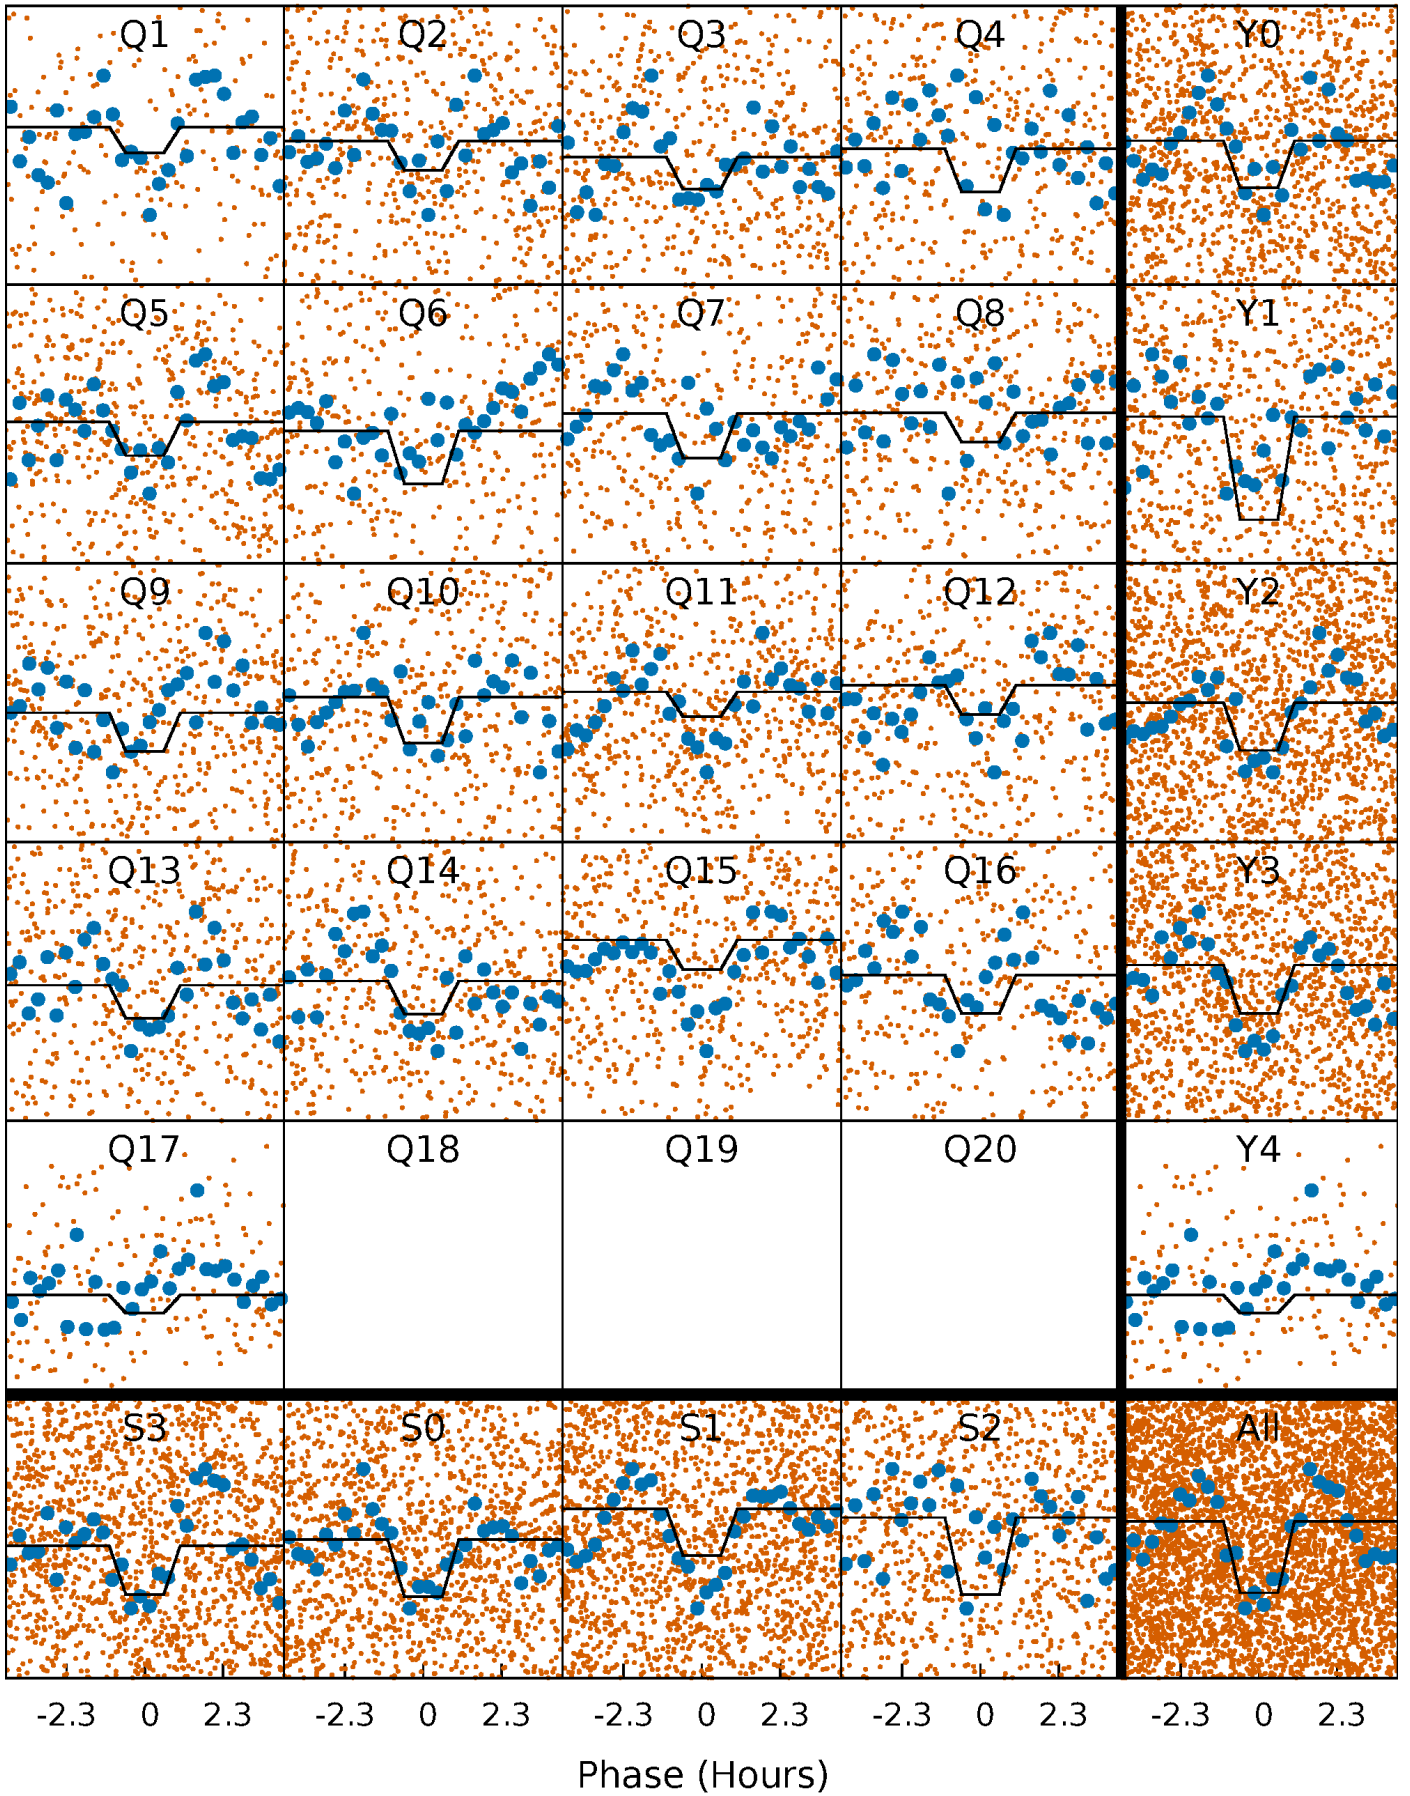 Q1 Q2 Q3 Q4 Y0
Q5 Q6 Q7 Q8 Y1
Q9 Q10 Q11 Q12 Y2
Q13 Q14 Q15 Q16 Y3
Q17 Q18 Q19 Q20 Y4
S3 S0 S1 S2 All
-2.3 0 2.3 -2.3 0 2.3 -2.3 0 2.3 -2.3 0 2.3 -2.3 0 2.3
Phase (Hours)